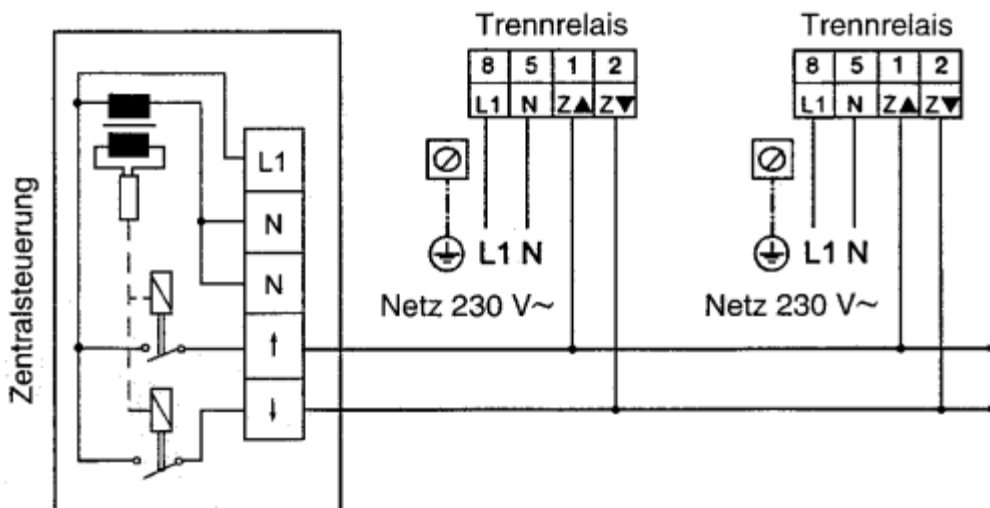 Trennrelais
8 5 1 2
L1 N Z▲ Z▼
L1 N
Netz 230 V~
Trennrelais
8 5 1 2
L1 N Z▲ Z▼
L1 N
Netz 230 V~
Zentralsteuerung
L1
N
N
↑
↓